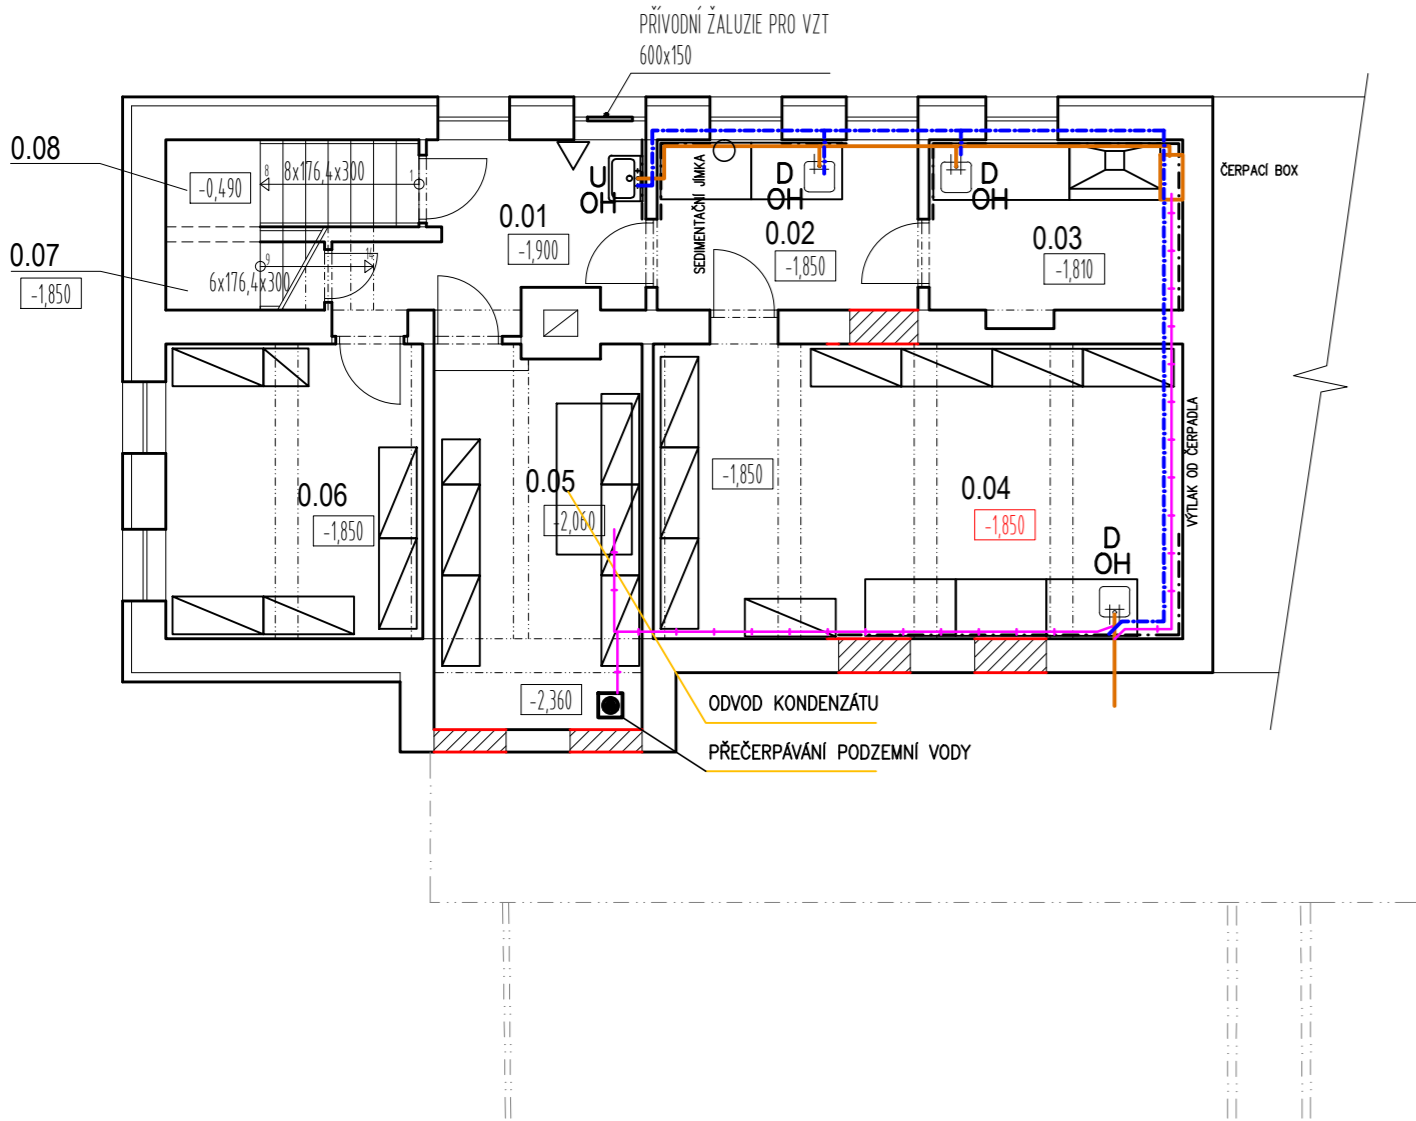 PŘÍVODNÍ ŽALUZIE PRO VZT
600x150
0.08
-0,490
8x176,4x300
8
1
0.07
-1,850
9
6x176,4x300
0.01
-1,900
U
OH
SEDIMENTAČNÍ JÍMKA
D
OH
0.02
-1,850
D
OH
0.03
-1,810
ČERPACÍ BOX
0.06
-1,850
0.05
-2,060
-2,360
-1,850
0.04
-1,850
D
OH
VÝTLAK OD ČERPADLA
ODVOD KONDENZÁTU
PŘEČERPÁVÁNÍ PODZEMNÍ VODY